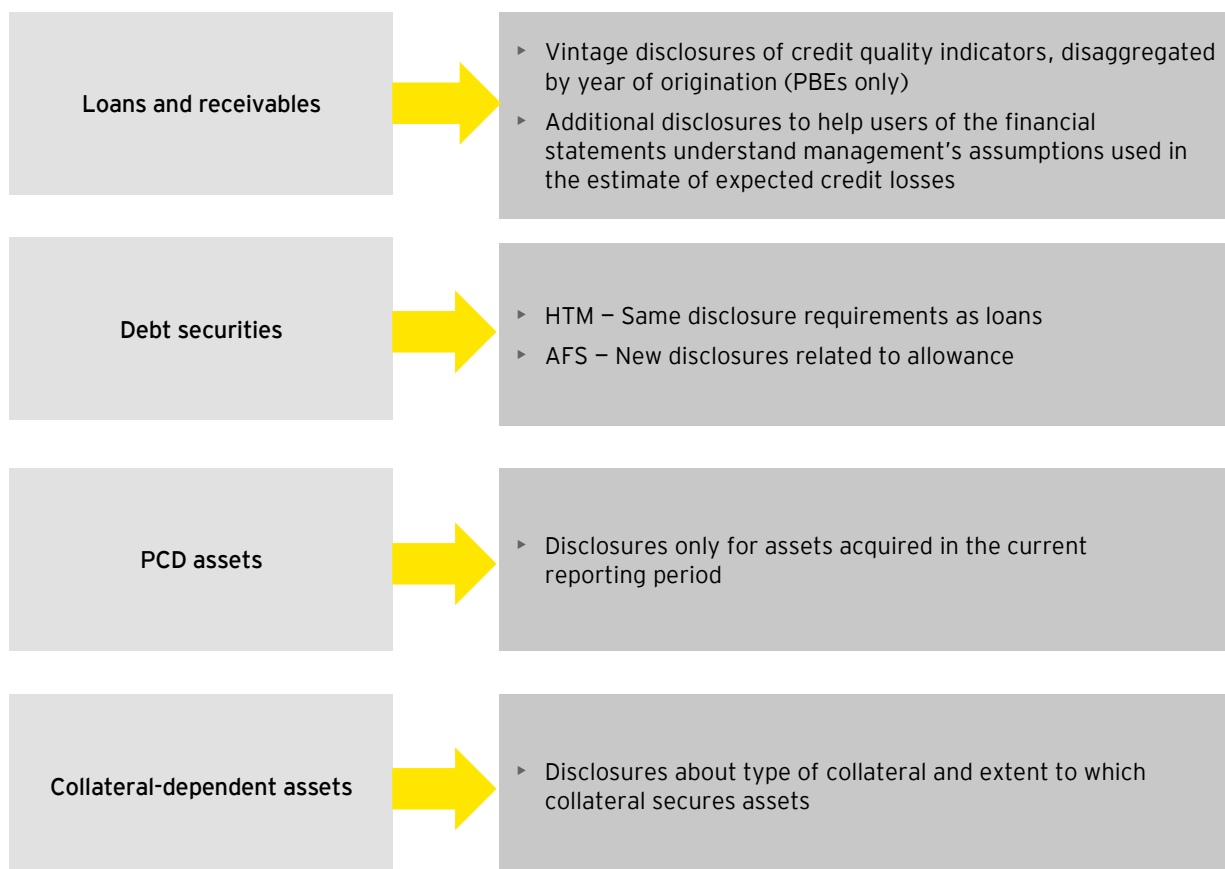 Loans and receivables
▸ Vintage disclosures of credit quality indicators, disaggregated
by year of origination (PBEs only)
▸ Additional disclosures to help users of the financial
statements understand management’s assumptions used in
the estimate of expected credit losses
Debt securities
▸ HTM – Same disclosure requirements as loans
▸ AFS – New disclosures related to allowance
PCD assets
▸ Disclosures only for assets acquired in the current
reporting period
Collateral-dependent assets
▸ Disclosures about type of collateral and extent to which
collateral secures assets